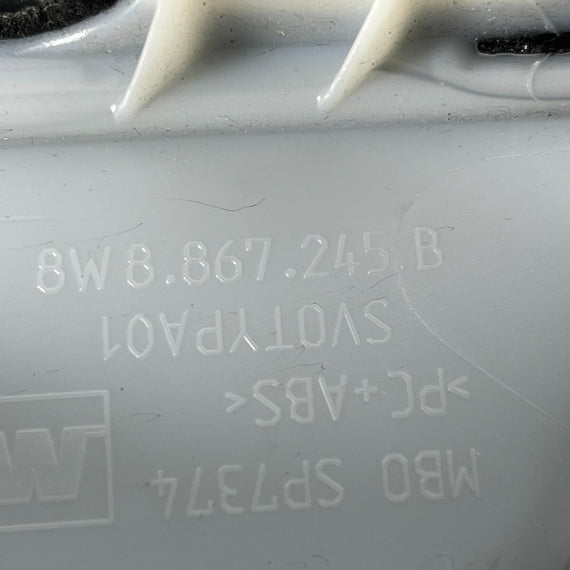 8W8.867.245 B
SVOTYPA01
>PC+ABS<
MBO SP7374